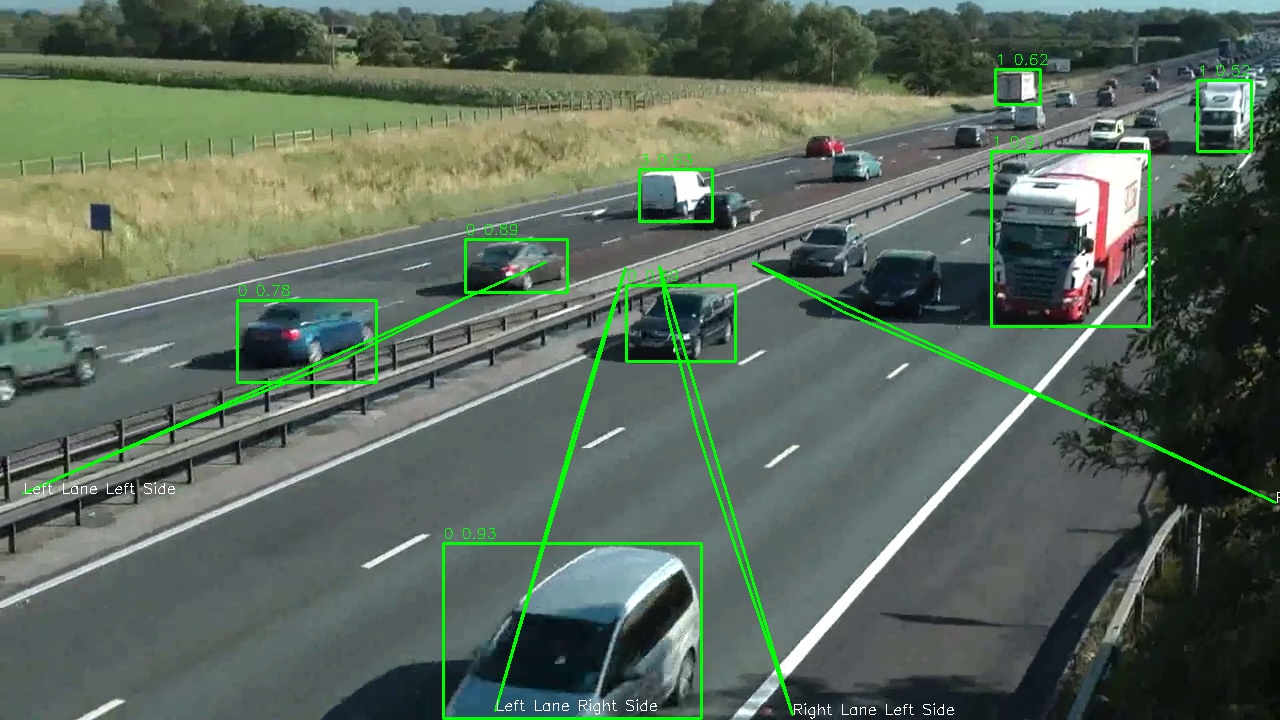 1 0.62
1 0.52
0 0.89
0 0.78
0 0.93
Left Lane Left Side
Left Lane Right Side
Right Lane Left Side